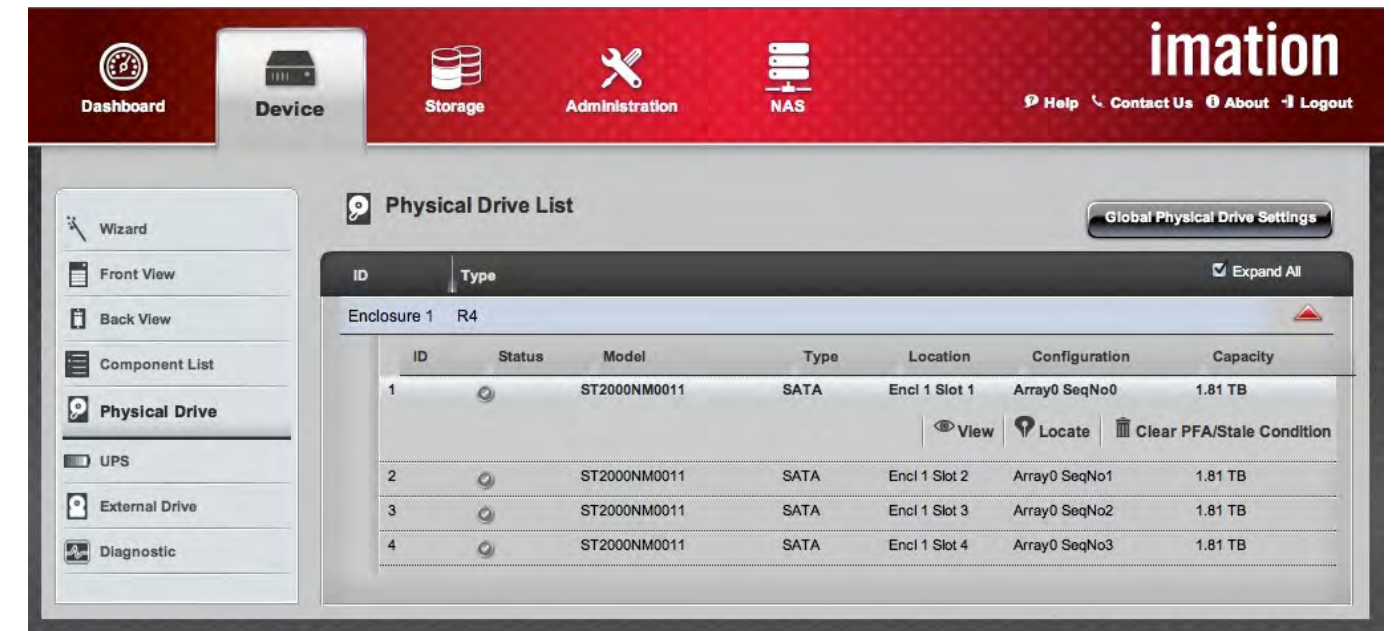 imation
Dashboard
Device
Storage
Administration
NAS
Help Contact Us About Logout
Wizard
Front View
Back View
Component List
Physical Drive
UPS
External Drive
Diagnostic
Physical Drive List
Global Physical Drive Settings
ID Type Expand All
Enclosure 1 R4
ID Status Model Type Location Configuration Capacity
1 ST2000NM0011 SATA Encl 1 Slot 1 Array0 SeqNo0 1.81 TB
View Locate Clear PFA/Stale Condition
2 ST2000NM0011 SATA Encl 1 Slot 2 Array0 SeqNo1 1.81 TB
3 ST2000NM0011 SATA Encl 1 Slot 3 Array0 SeqNo2 1.81 TB
4 ST2000NM0011 SATA Encl 1 Slot 4 Array0 SeqNo3 1.81 TB